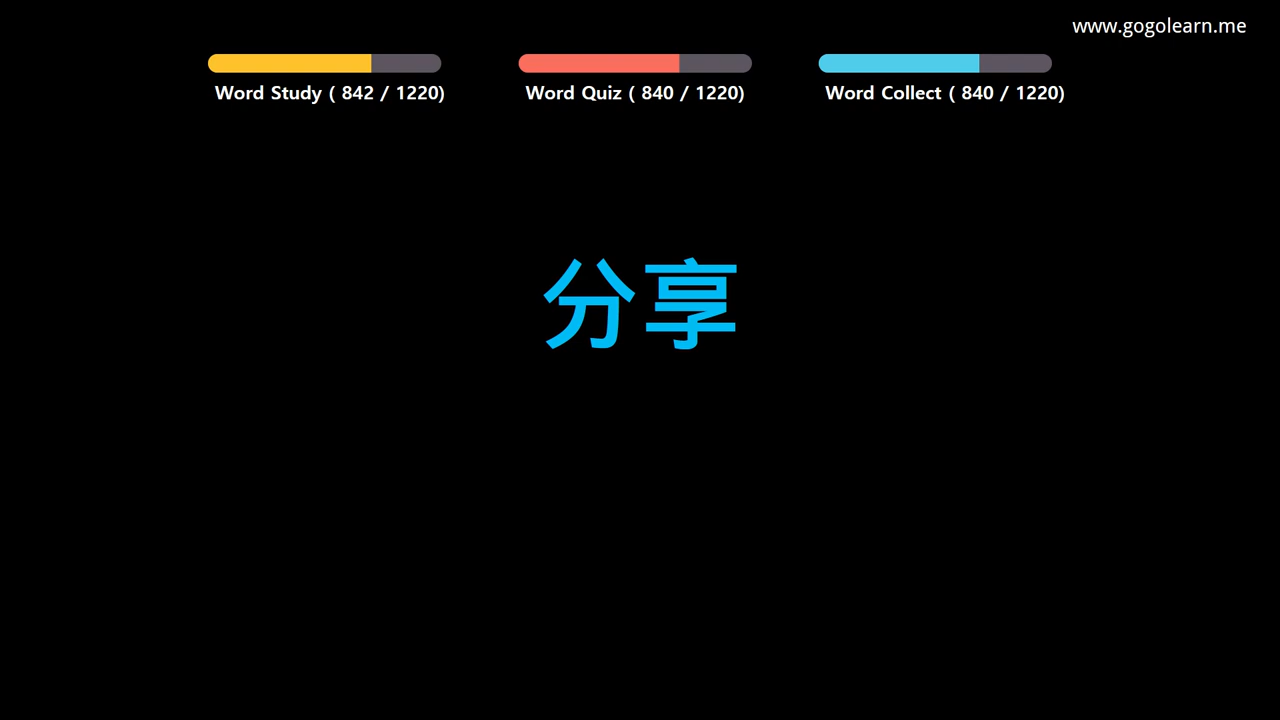 www.gogolearn.me
Word Study ( 842 / 1220)
Word Quiz ( 840 / 1220)
Word Collect ( 840 / 1220)
分享